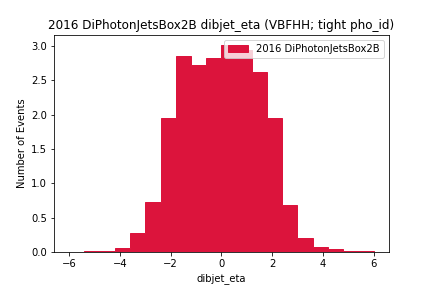 2016 DiPhotonJetsBox2B dibjet_eta (VBFHH; tight pho_id)
2016 DiPhotonJetsBox2B
Number of Events
3.0
2.5
2.0
1.5
1.0
0.5
0.0
−6 −4 −2 0 2 4 6
dibjet_eta